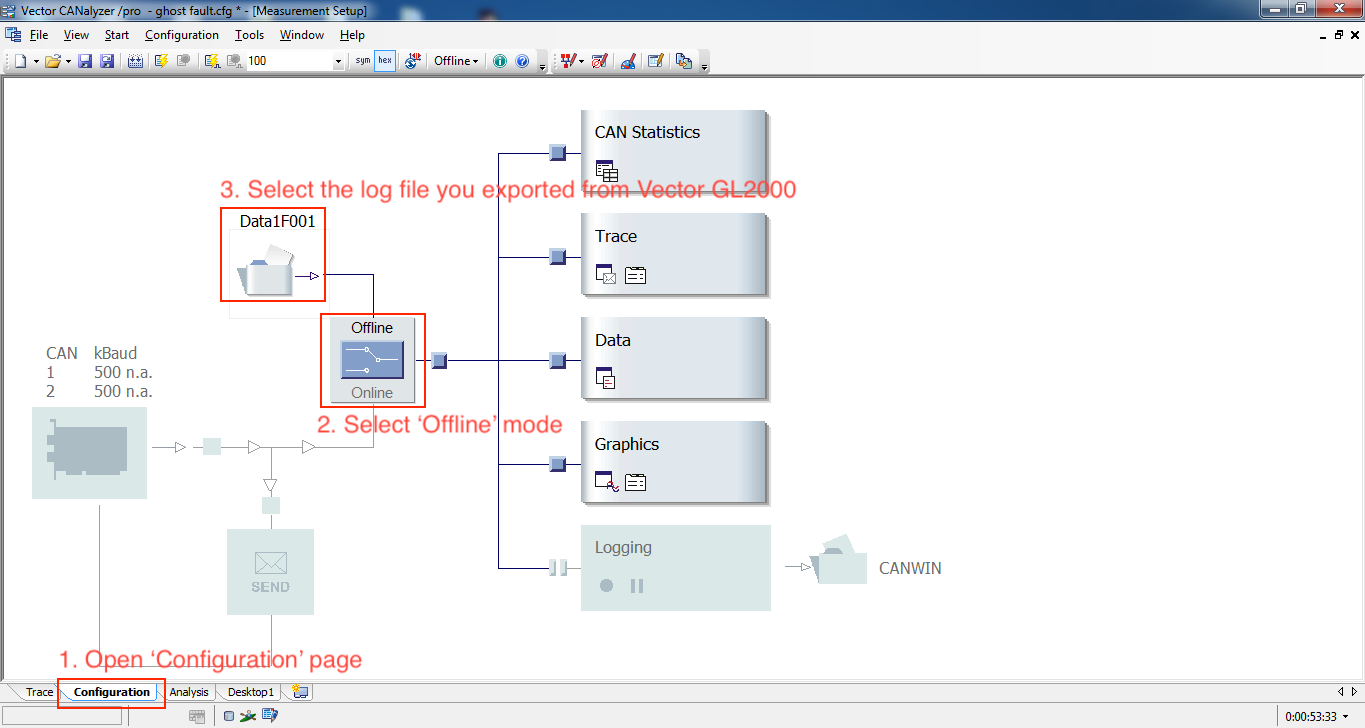 Vector CANalyzer /pro - ghost fault.cfg * - [Measurement Setup]
File View Start Configuration Tools Window Help
100 sym hex Offline
CAN Statistics
3. Select the log file you exported from Vector GL2000
Data1F001
Trace
Offline
Online
Data
CAN kBaud
1 500 n.a.
2 500 n.a.
2. Select ‘Offline’ mode
Graphics
Logging
CANWIN
SEND
1. Open ‘Configuration’ page
Trace Configuration Analysis Desktop1
0:00:53:33